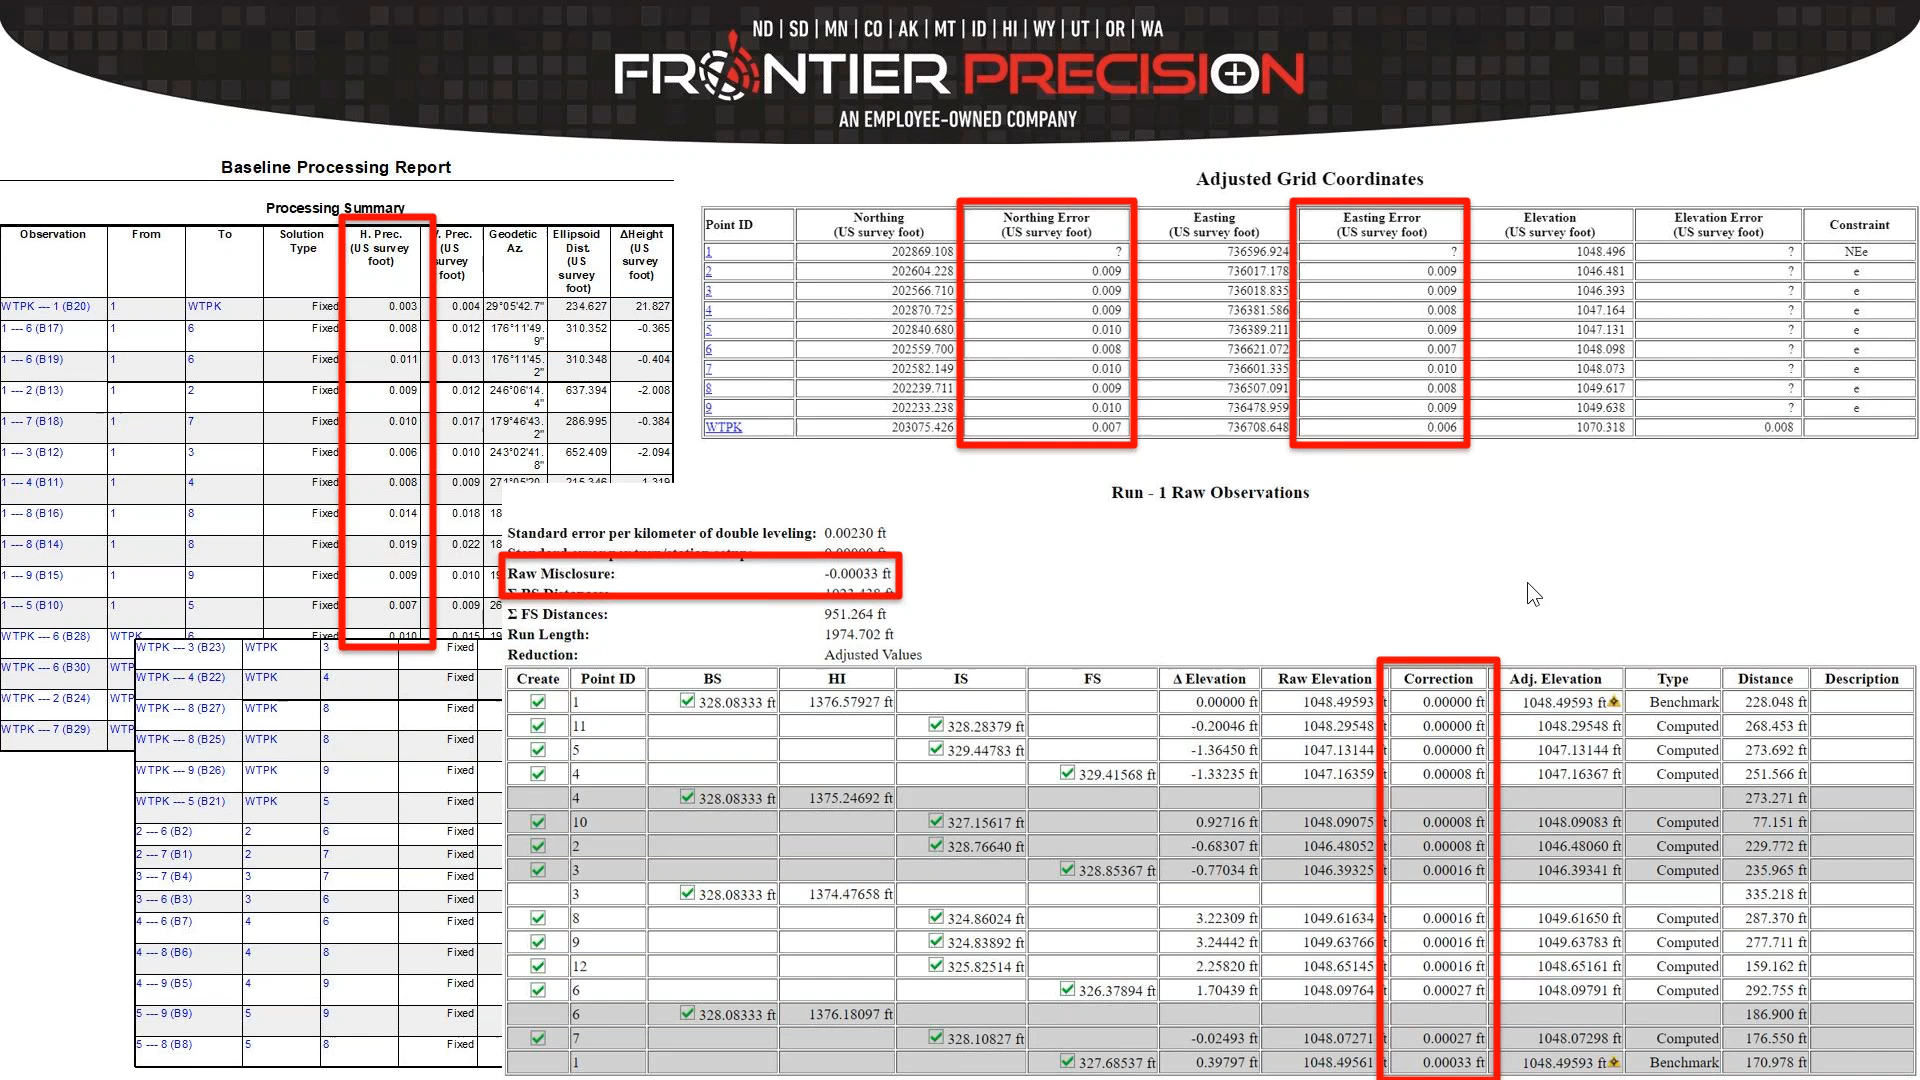 ND | SD | MN | CO | AK | MT | ID | HI | WY | UT | OR | WA
FRONTIER PRECISION
AN EMPLOYEE-OWNED COMPANY
Baseline Processing Report
Processing Summary
Observation From To Solution Type H. Prec. (US survey foot) V. Prec. (US survey foot) Geodetic Az. Ellipsoid Dist. (US survey foot) ΔHeight (US survey foot)
WTPK --- 1 (B20) 1 WTPK Fixed 0.003 0.004 29°05'42.7" 234.627 21.827
1 --- 6 (B17) 1 6 Fixed 0.008 0.012 176°11'49.9" 310.352 -0.365
1 --- 6 (B19) 1 6 Fixed 0.011 0.013 176°11'45.2" 310.348 -0.404
1 --- 2 (B13) 1 2 Fixed 0.009 0.012 246°06'14.4" 637.394 -2.008
1 --- 7 (B18) 1 7 Fixed 0.010 0.017 179°46'43.2" 286.995 -0.384
1 --- 3 (B12) 1 3 Fixed 0.006 0.010 243°02'41.8" 652.409 -2.094
1 --- 4 (B11) 1 4 Fixed 0.008 0.009
1 --- 8 (B16) 1 8 Fixed 0.014 0.018 18
1 --- 8 (B14) 1 8 Fixed 0.019 0.022 18
1 --- 9 (B15) 1 9 Fixed 0.009 0.010 19
1 --- 5 (B10) 1 5 Fixed 0.007 0.009 26
WTPK --- 6 (B28) WTPK 6 Fixed 0.010 0.015 19
WTPK --- 6 (B30) WTP
WTPK --- 2 (B24) WTP
WTPK --- 7 (B29) WTP
WTPK --- 3 (B23) WTPK 3 Fixed
WTPK --- 4 (B22) WTPK 4 Fixed
WTPK --- 8 (B27) WTPK 8 Fixed
WTPK --- 8 (B25) WTPK 8 Fixed
WTPK --- 9 (B26) WTPK 9 Fixed
WTPK --- 5 (B21) WTPK 5 Fixed
2 --- 6 (B2) 2 6 Fixed
2 --- 7 (B1) 2 7 Fixed
3 --- 7 (B4) 3 7 Fixed
3 --- 6 (B3) 3 6 Fixed
4 --- 6 (B7) 4 6 Fixed
4 --- 8 (B6) 4 8 Fixed
4 --- 9 (B5) 4 9 Fixed
5 --- 9 (B9) 5 9 Fixed
5 --- 8 (B8) 5 8 Fixed
Adjusted Grid Coordinates
Point ID Northing (US survey foot) Northing Error (US survey foot) Easting (US survey foot) Easting Error (US survey foot) Elevation (US survey foot) Elevation Error (US survey foot) Constraint
1 202869.108 ? 736596.924 ? 1048.496 ? NEe
2 202604.228 0.009 736017.178 0.009 1046.481 ? e
3 202566.710 0.009 736018.835 0.009 1046.393 ? e
4 202870.725 0.009 736381.586 0.008 1047.164 ? e
5 202840.680 0.010 736389.211 0.009 1047.131 ? e
6 202559.700 0.008 736621.072 0.007 1048.098 ? e
7 202582.149 0.010 736601.335 0.010 1048.073 ? e
8 202239.711 0.009 736507.091 0.008 1049.617 ? e
9 202233.238 0.010 736478.959 0.009 1049.638 ? e
WTPK 203075.426 0.007 736708.648 0.006 1070.318 0.008
Run - 1 Raw Observations
Standard error per kilometer of double leveling: 0.00230 ft
Raw Misclosure: -0.00033 ft
Σ FS Distances: 951.264 ft
Run Length: 1974.702 ft
Reduction: Adjusted Values
Create Point ID BS HI IS FS Δ Elevation Raw Elevation Correction Adj. Elevation Type Distance Description
1 328.08333 ft 1376.57927 ft 0.00000 ft 1048.49593 ft 0.00000 ft 1048.49593 ft Benchmark 228.048 ft
11 328.28379 ft -0.20046 ft 1048.29548 ft 0.00000 ft 1048.29548 ft Computed 268.453 ft
5 329.44783 ft -1.36450 ft 1047.13144 ft 0.00000 ft 1047.13144 ft Computed 273.692 ft
4 329.41568 ft -1.33235 ft 1047.16359 ft 0.00008 ft 1047.16367 ft Computed 251.566 ft
4 328.08333 ft 1375.24692 ft 273.271 ft
10 327.15617 ft 0.92716 ft 1048.09075 ft 0.00008 ft 1048.09083 ft Computed 77.151 ft
2 328.76640 ft -0.68307 ft 1046.48052 ft 0.00008 ft 1046.48060 ft Computed 229.772 ft
3 328.85367 ft -0.77034 ft 1046.39325 ft 0.00016 ft 1046.39341 ft Computed 235.965 ft
3 328.08333 ft 1374.47658 ft 335.218 ft
8 324.86024 ft 3.22309 ft 1049.61634 ft 0.00016 ft 1049.61650 ft Computed 287.370 ft
9 324.83892 ft 3.24442 ft 1049.63766 ft 0.00016 ft 1049.63783 ft Computed 277.711 ft
12 325.82514 ft 2.25820 ft 1048.65145 ft 0.00016 ft 1048.65161 ft Computed 159.162 ft
6 326.37894 ft 1.70439 ft 1048.09764 ft 0.00027 ft 1048.09791 ft Computed 292.755 ft
6 328.08333 ft 1376.18097 ft 186.900 ft
7 328.10827 ft -0.02493 ft 1048.07271 ft 0.00027 ft 1048.07298 ft Computed 176.550 ft
1 327.68537 ft 0.39797 ft 1048.49561 ft 0.00033 ft 1048.49593 ft Benchmark 170.978 ft